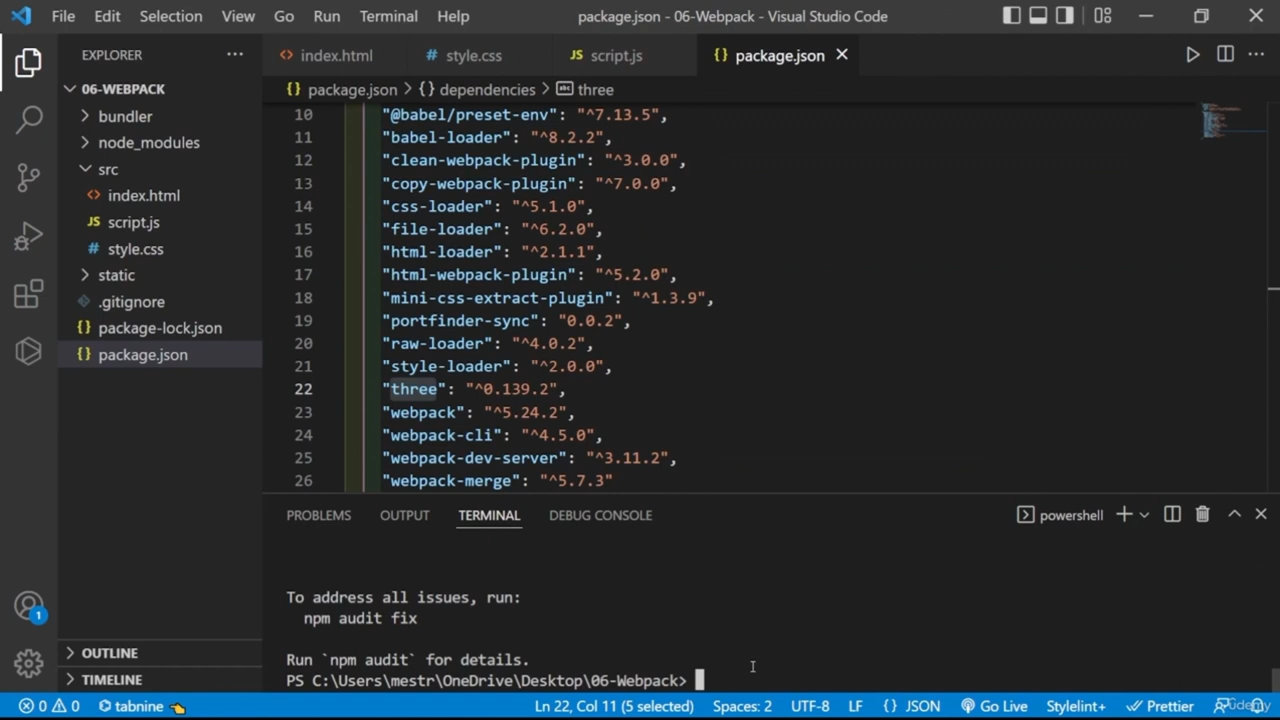 File Edit Selection View Go Run Terminal Help package.json - 06-Webpack - Visual Studio Code
EXPLORER
index.html style.css script.js package.json
06-WEBPACK
package.json > {} dependencies > three
bundler
node_modules
src
index.html
script.js
style.css
static
.gitignore
package-lock.json
package.json
10 "@babel/preset-env": "^7.13.5",
11 "babel-loader": "^8.2.2",
12 "clean-webpack-plugin": "^3.0.0",
13 "copy-webpack-plugin": "^7.0.0",
14 "css-loader": "^5.1.0",
15 "file-loader": "^6.2.0",
16 "html-loader": "^2.1.1",
17 "html-webpack-plugin": "^5.2.0",
18 "mini-css-extract-plugin": "^1.3.9",
19 "portfinder-sync": "0.0.2",
20 "raw-loader": "^4.0.2",
21 "style-loader": "^2.0.0",
22 "three": "^0.139.2",
23 "webpack": "^5.24.2",
24 "webpack-cli": "^4.5.0",
25 "webpack-dev-server": "^3.11.2",
26 "webpack-merge": "^5.7.3"
PROBLEMS OUTPUT TERMINAL DEBUG CONSOLE powershell
To address all issues, run:
npm audit fix
Run `npm audit` for details.
PS C:\Users\mestr\OneDrive\Desktop\06-Webpack>
1
OUTLINE
TIMELINE
0 0 tabnine Ln 22, Col 11 (5 selected) Spaces: 2 UTF-8 LF {} JSON Go Live Stylelint+ Prettier
Udemy